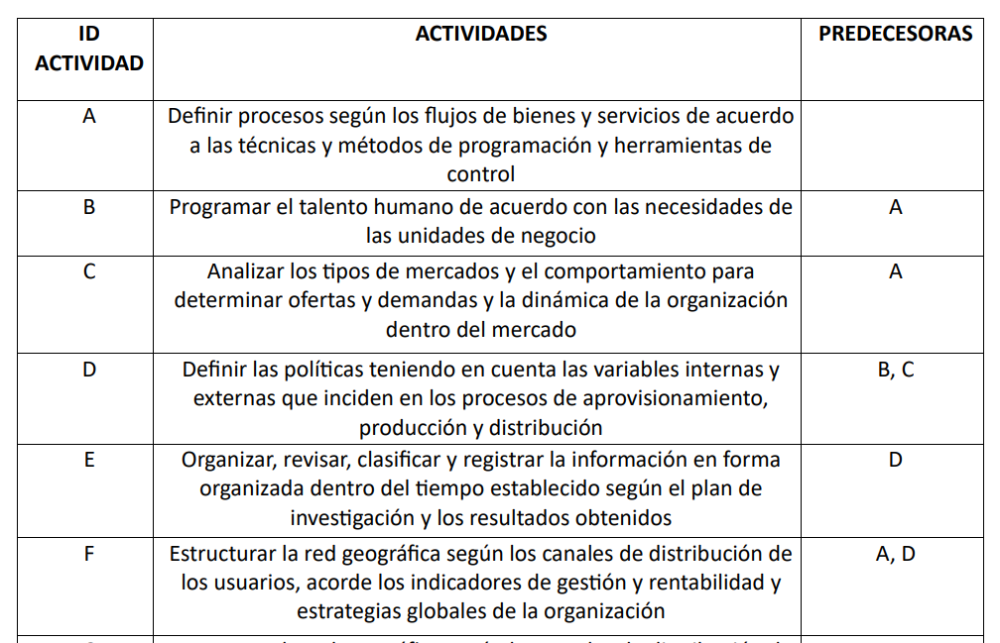 ID
ACTIVIDAD
ACTIVIDADES
PREDECESORAS
A
Definir procesos según los flujos de bienes y servicios de acuerdo
a las técnicas y métodos de programación y herramientas de
control
B
Programar el talento humano de acuerdo con las necesidades de
las unidades de negocio
A
C
Analizar los tipos de mercados y el comportamiento para
determinar ofertas y demandas y la dinámica de la organización
dentro del mercado
A
D
Definir las políticas teniendo en cuenta las variables internas y
externas que inciden en los procesos de aprovisionamiento,
producción y distribución
B, C
E
Organizar, revisar, clasificar y registrar la información en forma
organizada dentro del tiempo establecido según el plan de
investigación y los resultados obtenidos
D
F
Estructurar la red geográfica según los canales de distribución de
los usuarios, acorde los indicadores de gestión y rentabilidad y
estrategias globales de la organización
A, D